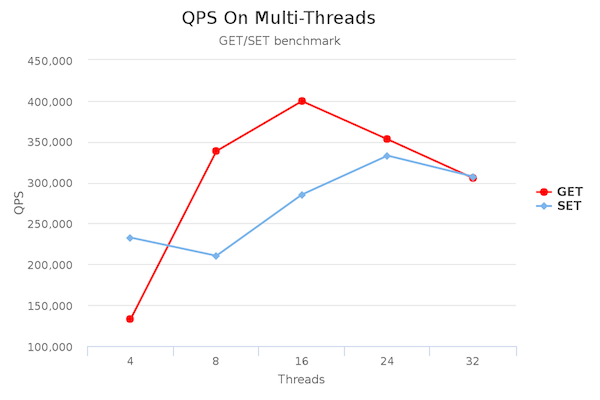 QPS On Multi-Threads
GET/SET benchmark
450,000
400,000
350,000
300,000
250,000
200,000
150,000
100,000
QPS
4 8 16 24 32
Threads
GET
SET